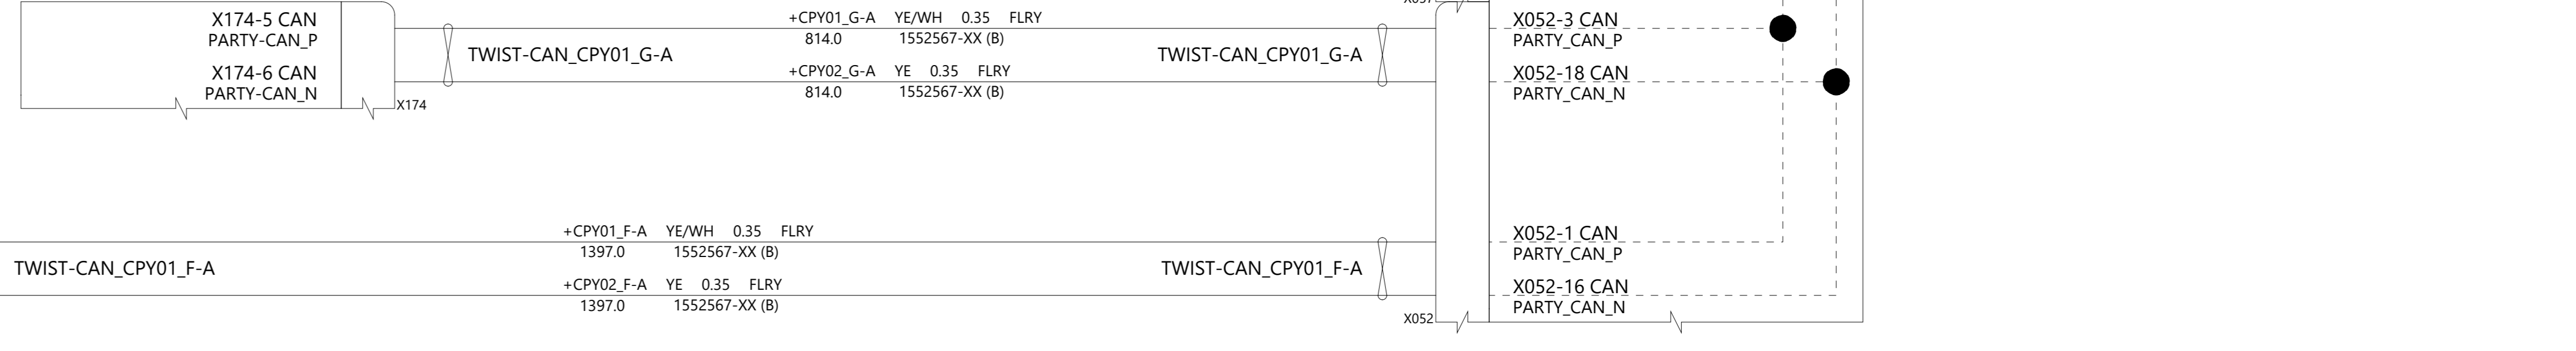 X057
X174-5 CAN
PARTY-CAN_P
+CPY01_G-A YE/WH 0.35 FLRY
814.0 1552567-XX (B)
X052-3 CAN
PARTY_CAN_P
TWIST-CAN_CPY01_G-A
TWIST-CAN_CPY01_G-A
X174-6 CAN
PARTY-CAN_N
+CPY02_G-A YE 0.35 FLRY
814.0 1552567-XX (B)
X052-18 CAN
PARTY_CAN_N
X174
+CPY01_F-A YE/WH 0.35 FLRY
1397.0 1552567-XX (B)
X052-1 CAN
PARTY_CAN_P
TWIST-CAN_CPY01_F-A
TWIST-CAN_CPY01_F-A
+CPY02_F-A YE 0.35 FLRY
1397.0 1552567-XX (B)
X052-16 CAN
PARTY_CAN_N
X052